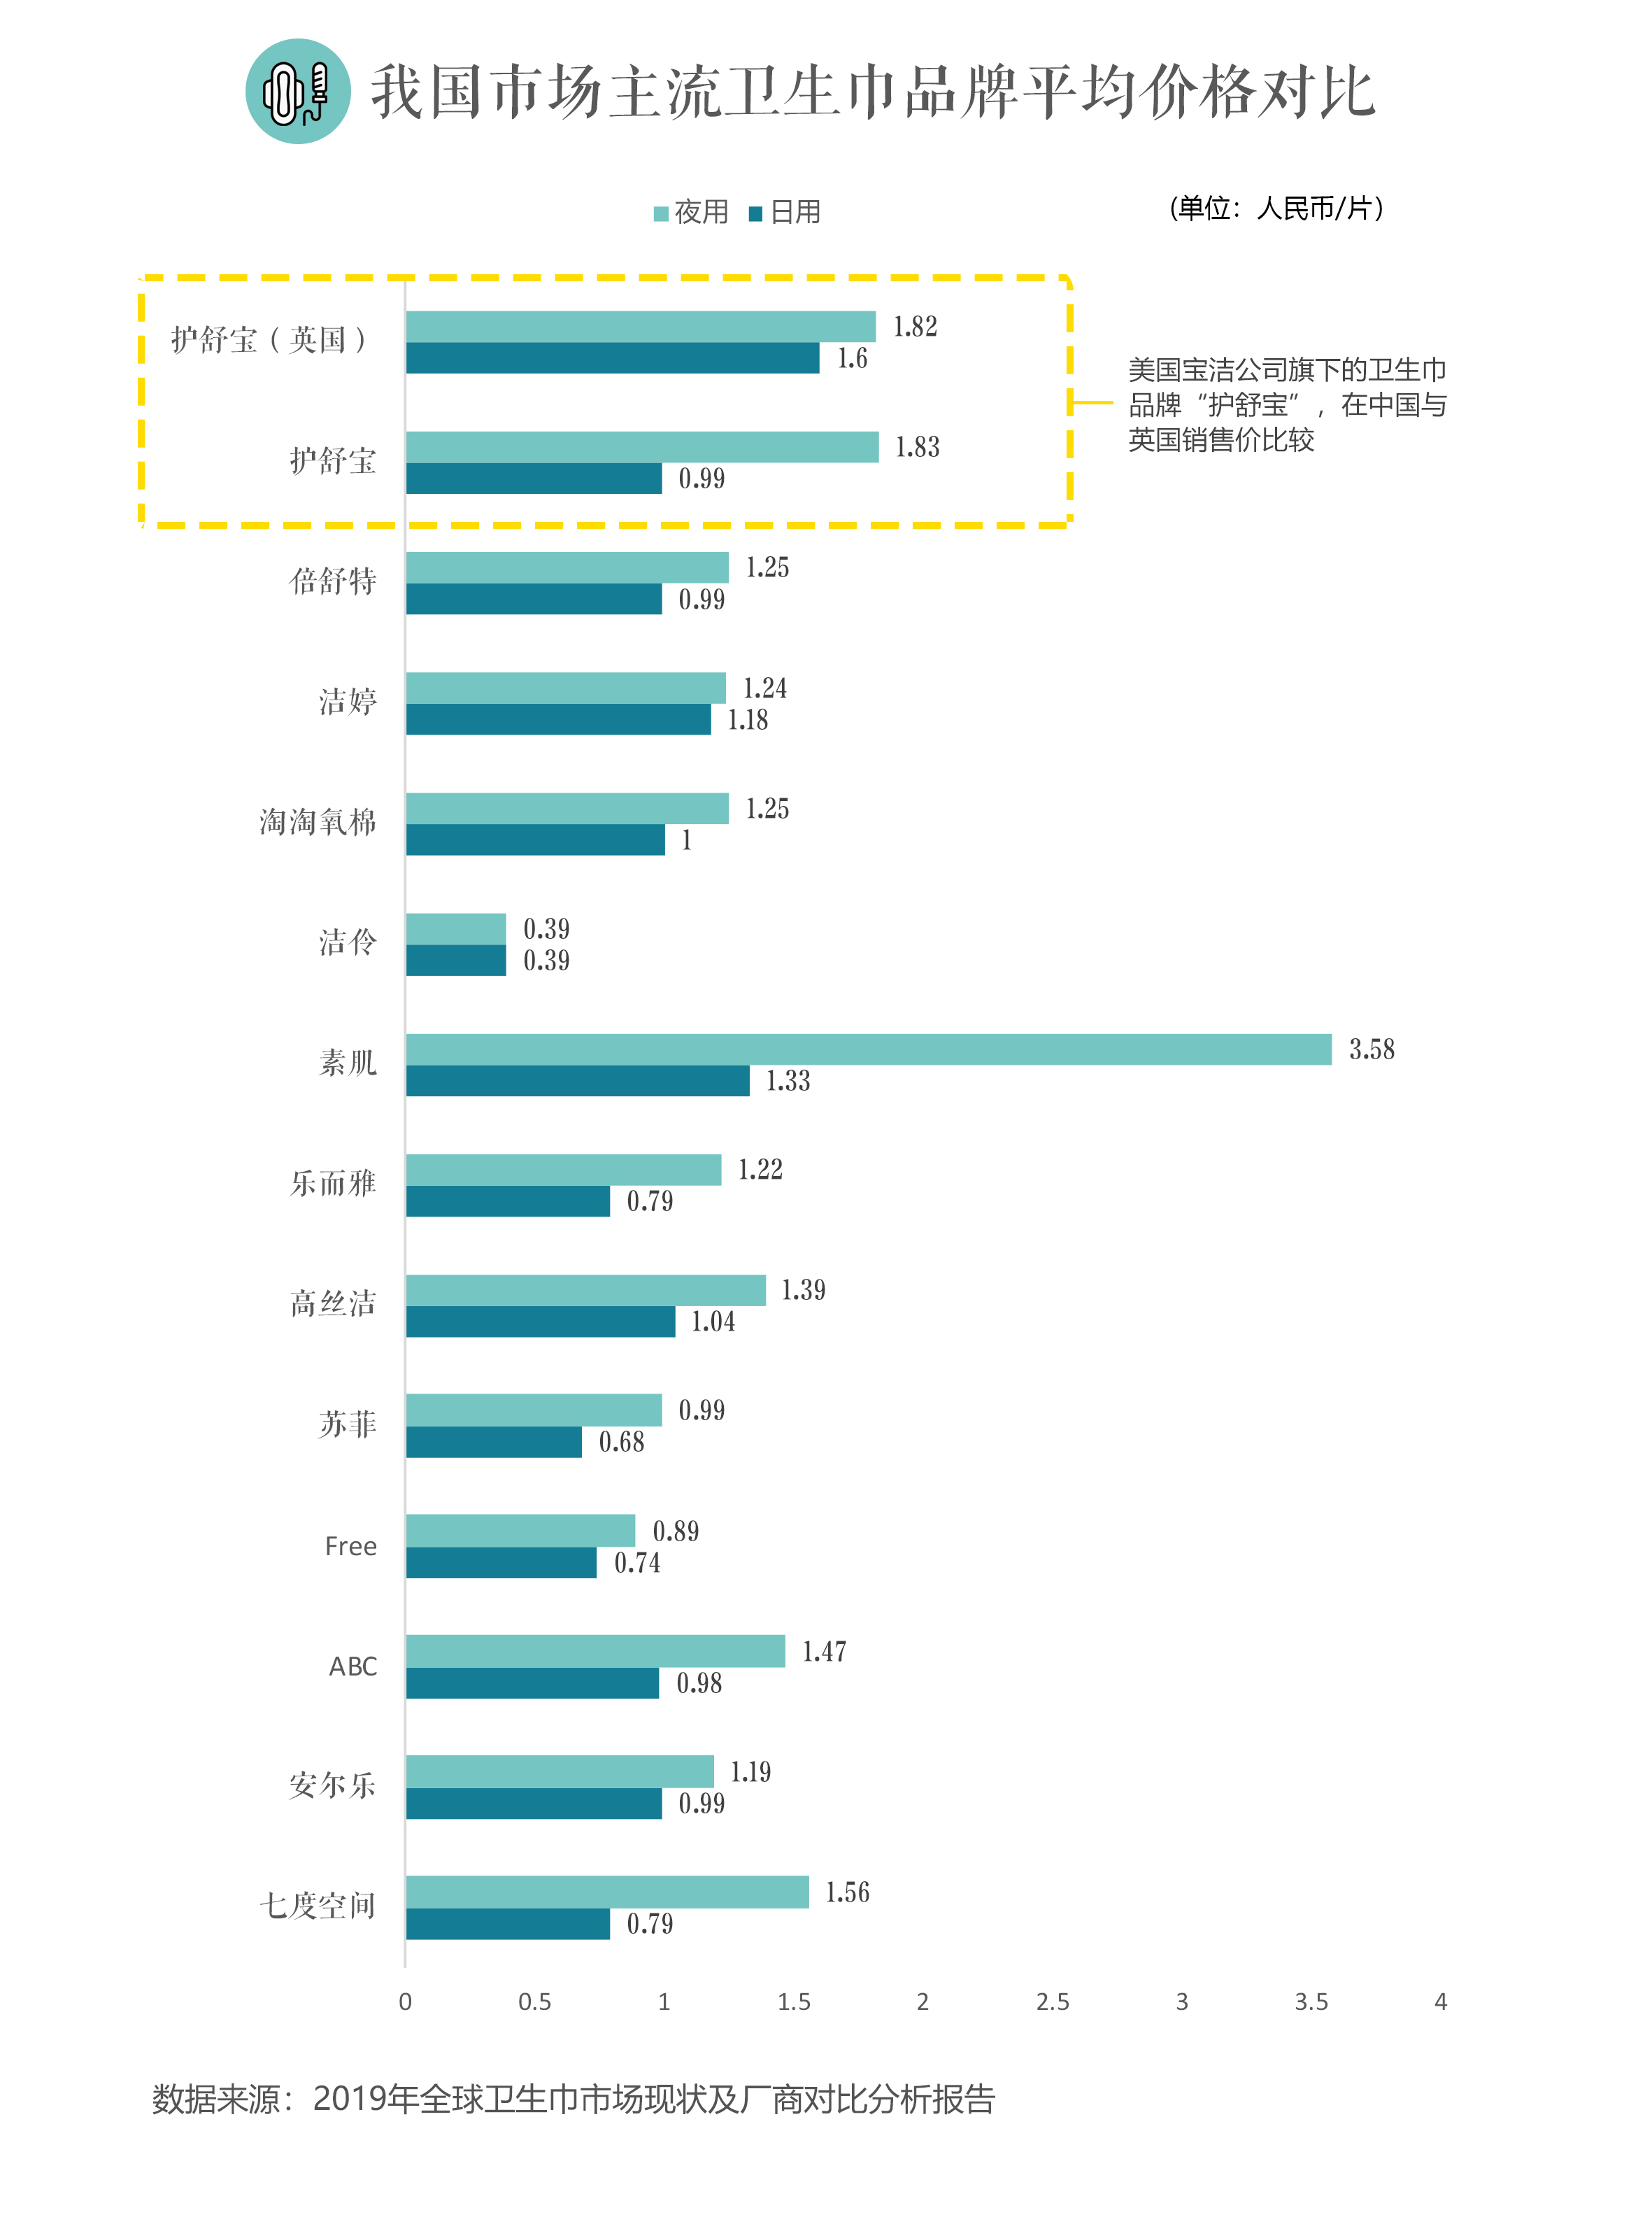 我国市场主流卫生巾品牌平均价格对比
夜用 日用
(单位：人民币/片)
护舒宝（英国） 1.82
1.6
护舒宝 1.83
0.99
美国宝洁公司旗下的卫生巾
品牌“护舒宝”，在中国与
英国销售价比较
倍舒特 1.25
0.99
洁婷 1.24
1.18
淘淘氧棉 1.25
1
洁伶 0.39
0.39
素肌 3.58
1.33
乐而雅 1.22
0.79
高丝洁 1.39
1.04
苏菲 0.99
0.68
Free 0.89
0.74
ABC 1.47
0.98
安尔乐 1.19
0.99
七度空间 1.56
0.79
0 0.5 1 1.5 2 2.5 3 3.5 4
数据来源：2019年全球卫生巾市场现状及厂商对比分析报告